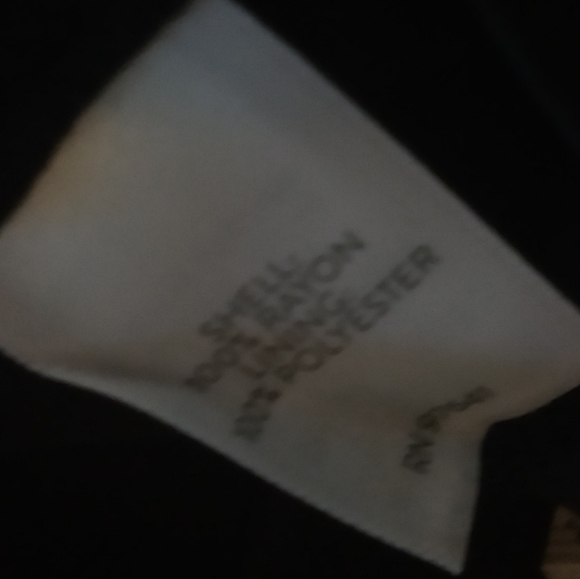 SHELL:
100% RAYON
LINING:
100% POLYESTER